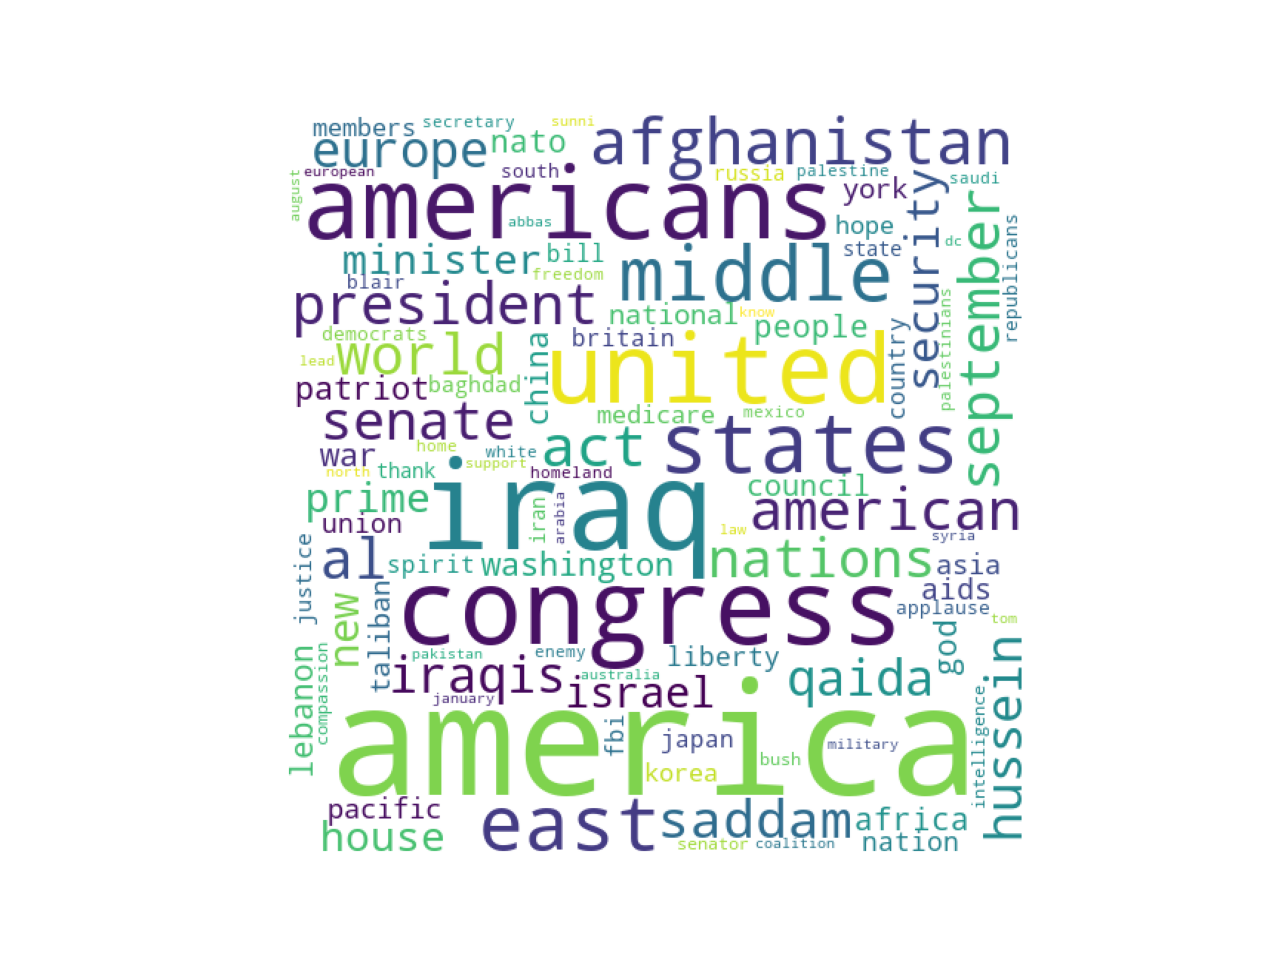 members
secretary
sunni
europe
nato
afghanistan
european
south
russia
palestine
august
americans
york
saudi
abbas
hope
security
september
republicans
minister
bill
middle
state
dc
blair
freedom
president
national
know
people
palestinians
democrats
britain
country
lead
world
china
united
patriot
baghdad
medicare
mexico
senate
act
states
war
home
white
north
thank
support
homeland
prime
iraq
council
iran
arabia
american
union
law
syria
justice
al
spirit
washington
nations
asia
new
taliban
congress
aids
applause
tom
god
pakistan
enemy
liberty
lebanon
compassion
iraqis
australia
israel
qaida
hussein
january
fbi
japan
military
intelligence
america
korea
bush
pacific
east
saddam
africa
house
senator
coalition
nation